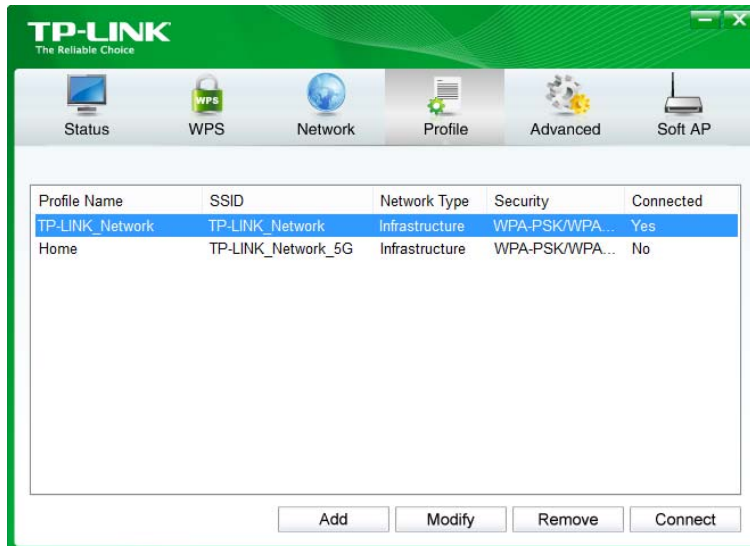 TP-LINK
The Reliable Choice
Status WPS Network Profile Advanced Soft AP
WPS
Profile Name SSID Network Type Security Connected
TP-LINK_Network TP-LINK_Network Infrastructure WPA-PSK/WPA... Yes
Home TP-LINK_Network_5G Infrastructure WPA-PSK/WPA... No
Add Modify Remove Connect